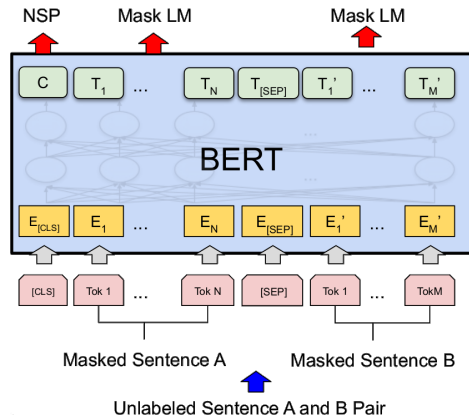 NSP Mask LM Mask LM
C T1 ... TN T[SEP] T1' ... TM'
BERT
E[CLS] E1 ... EN E[SEP] E1' ... EM'
[CLS] Tok 1 ... Tok N [SEP] Tok 1 ... TokM
Masked Sentence A Masked Sentence B
Unlabeled Sentence A and B Pair